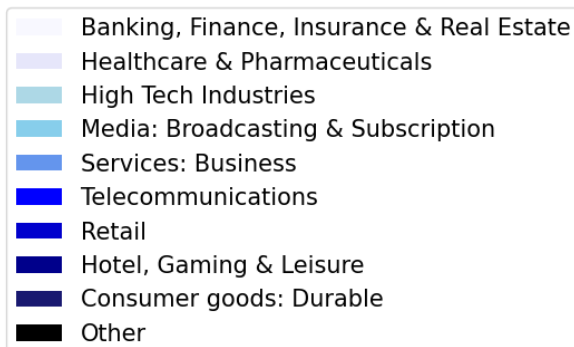 Banking, Finance, Insurance & Real Estate
Healthcare & Pharmaceuticals
High Tech Industries
Media: Broadcasting & Subscription
Services: Business
Telecommunications
Retail
Hotel, Gaming & Leisure
Consumer goods: Durable
Other